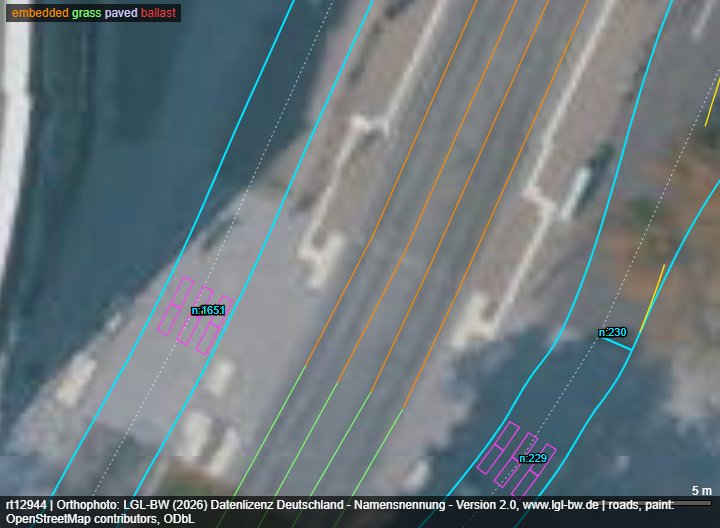 embedded grass paved ballast
n:1651
n:230
n:229
5 m
rt12944 | Orthophoto: LGL-BW (2026) Datenlizenz Deutschland - Namensnennung - Version 2.0, www.lgl-bw.de | roads, paint:
OpenStreetMap contributors, ODbL